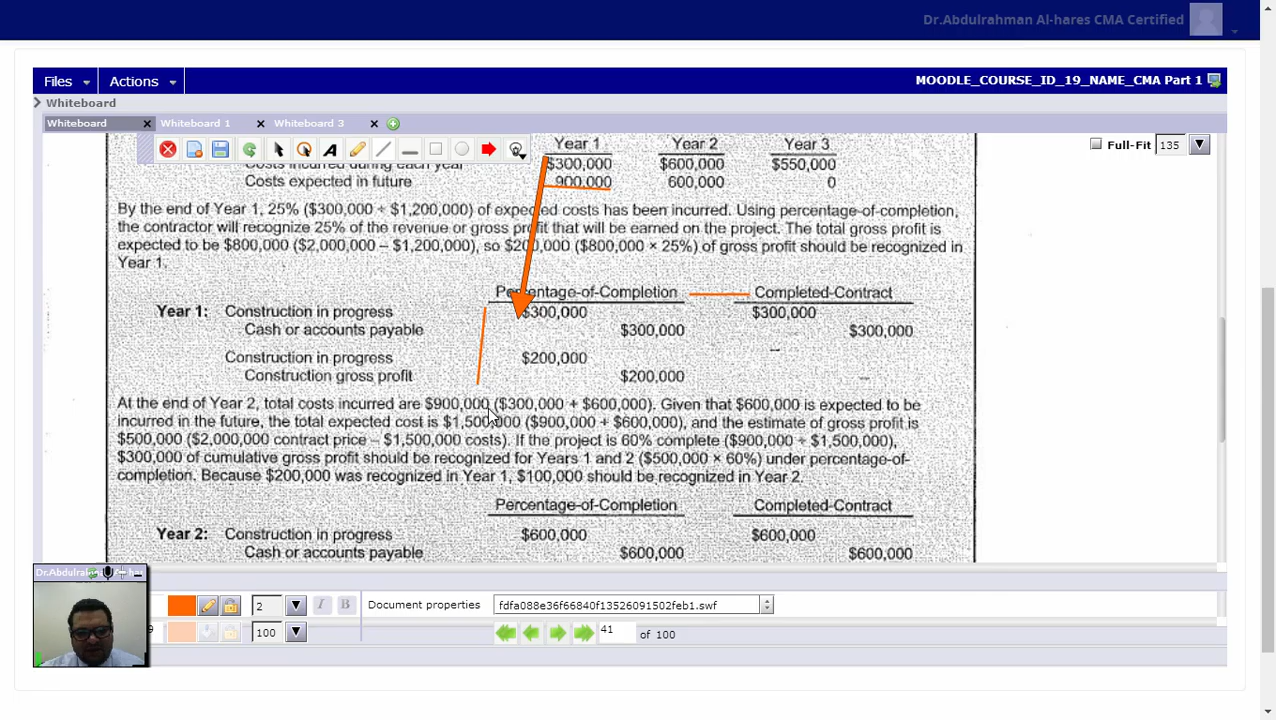 Dr.Abdulrahman Al-hares CMA Certified
Files Actions MOODLE_COURSE_ID_19_NAME_CMA Part 1
Whiteboard
Whiteboard Whiteboard 1 Whiteboard 3
Full-Fit 135
Year 1 Year 2 Year 3
Costs incurred during each year $300,000 $600,000 $550,000
Costs expected in future 900,000 600,000 0
By the end of Year 1, 25% ($300,000 ÷ $1,200,000) of expected costs has been incurred. Using percentage-of-completion,
the contractor will recognize 25% of the revenue or gross profit that will be earned on the project. The total gross profit is
expected to be $800,000 ($2,000,000 – $1,200,000), so $200,000 ($800,000 × 25%) of gross profit should be recognized in
Year 1.
Percentage-of-Completion Completed-Contract
Year 1: Construction in progress $300,000 $300,000
Cash or accounts payable $300,000 $300,000
Construction in progress $200,000 --
Construction gross profit $200,000 --
At the end of Year 2, total costs incurred are $900,000 ($300,000 + $600,000). Given that $600,000 is expected to be
incurred in the future, the total expected cost is $1,500,000 ($900,000 + $600,000), and the estimate of gross profit is
$500,000 ($2,000,000 contract price – $1,500,000 costs). If the project is 60% complete ($900,000 ÷ $1,500,000),
$300,000 of cumulative gross profit should be recognized for Years 1 and 2 ($500,000 × 60%) under percentage-of-
completion. Because $200,000 was recognized in Year 1, $100,000 should be recognized in Year 2.
Percentage-of-Completion Completed-Contract
Year 2: Construction in progress $600,000 $600,000
Cash or accounts payable $600,000 $600,000
2 I B Document properties fdfa088e36f66840f13526091502feb1.swf
100 41 of 100